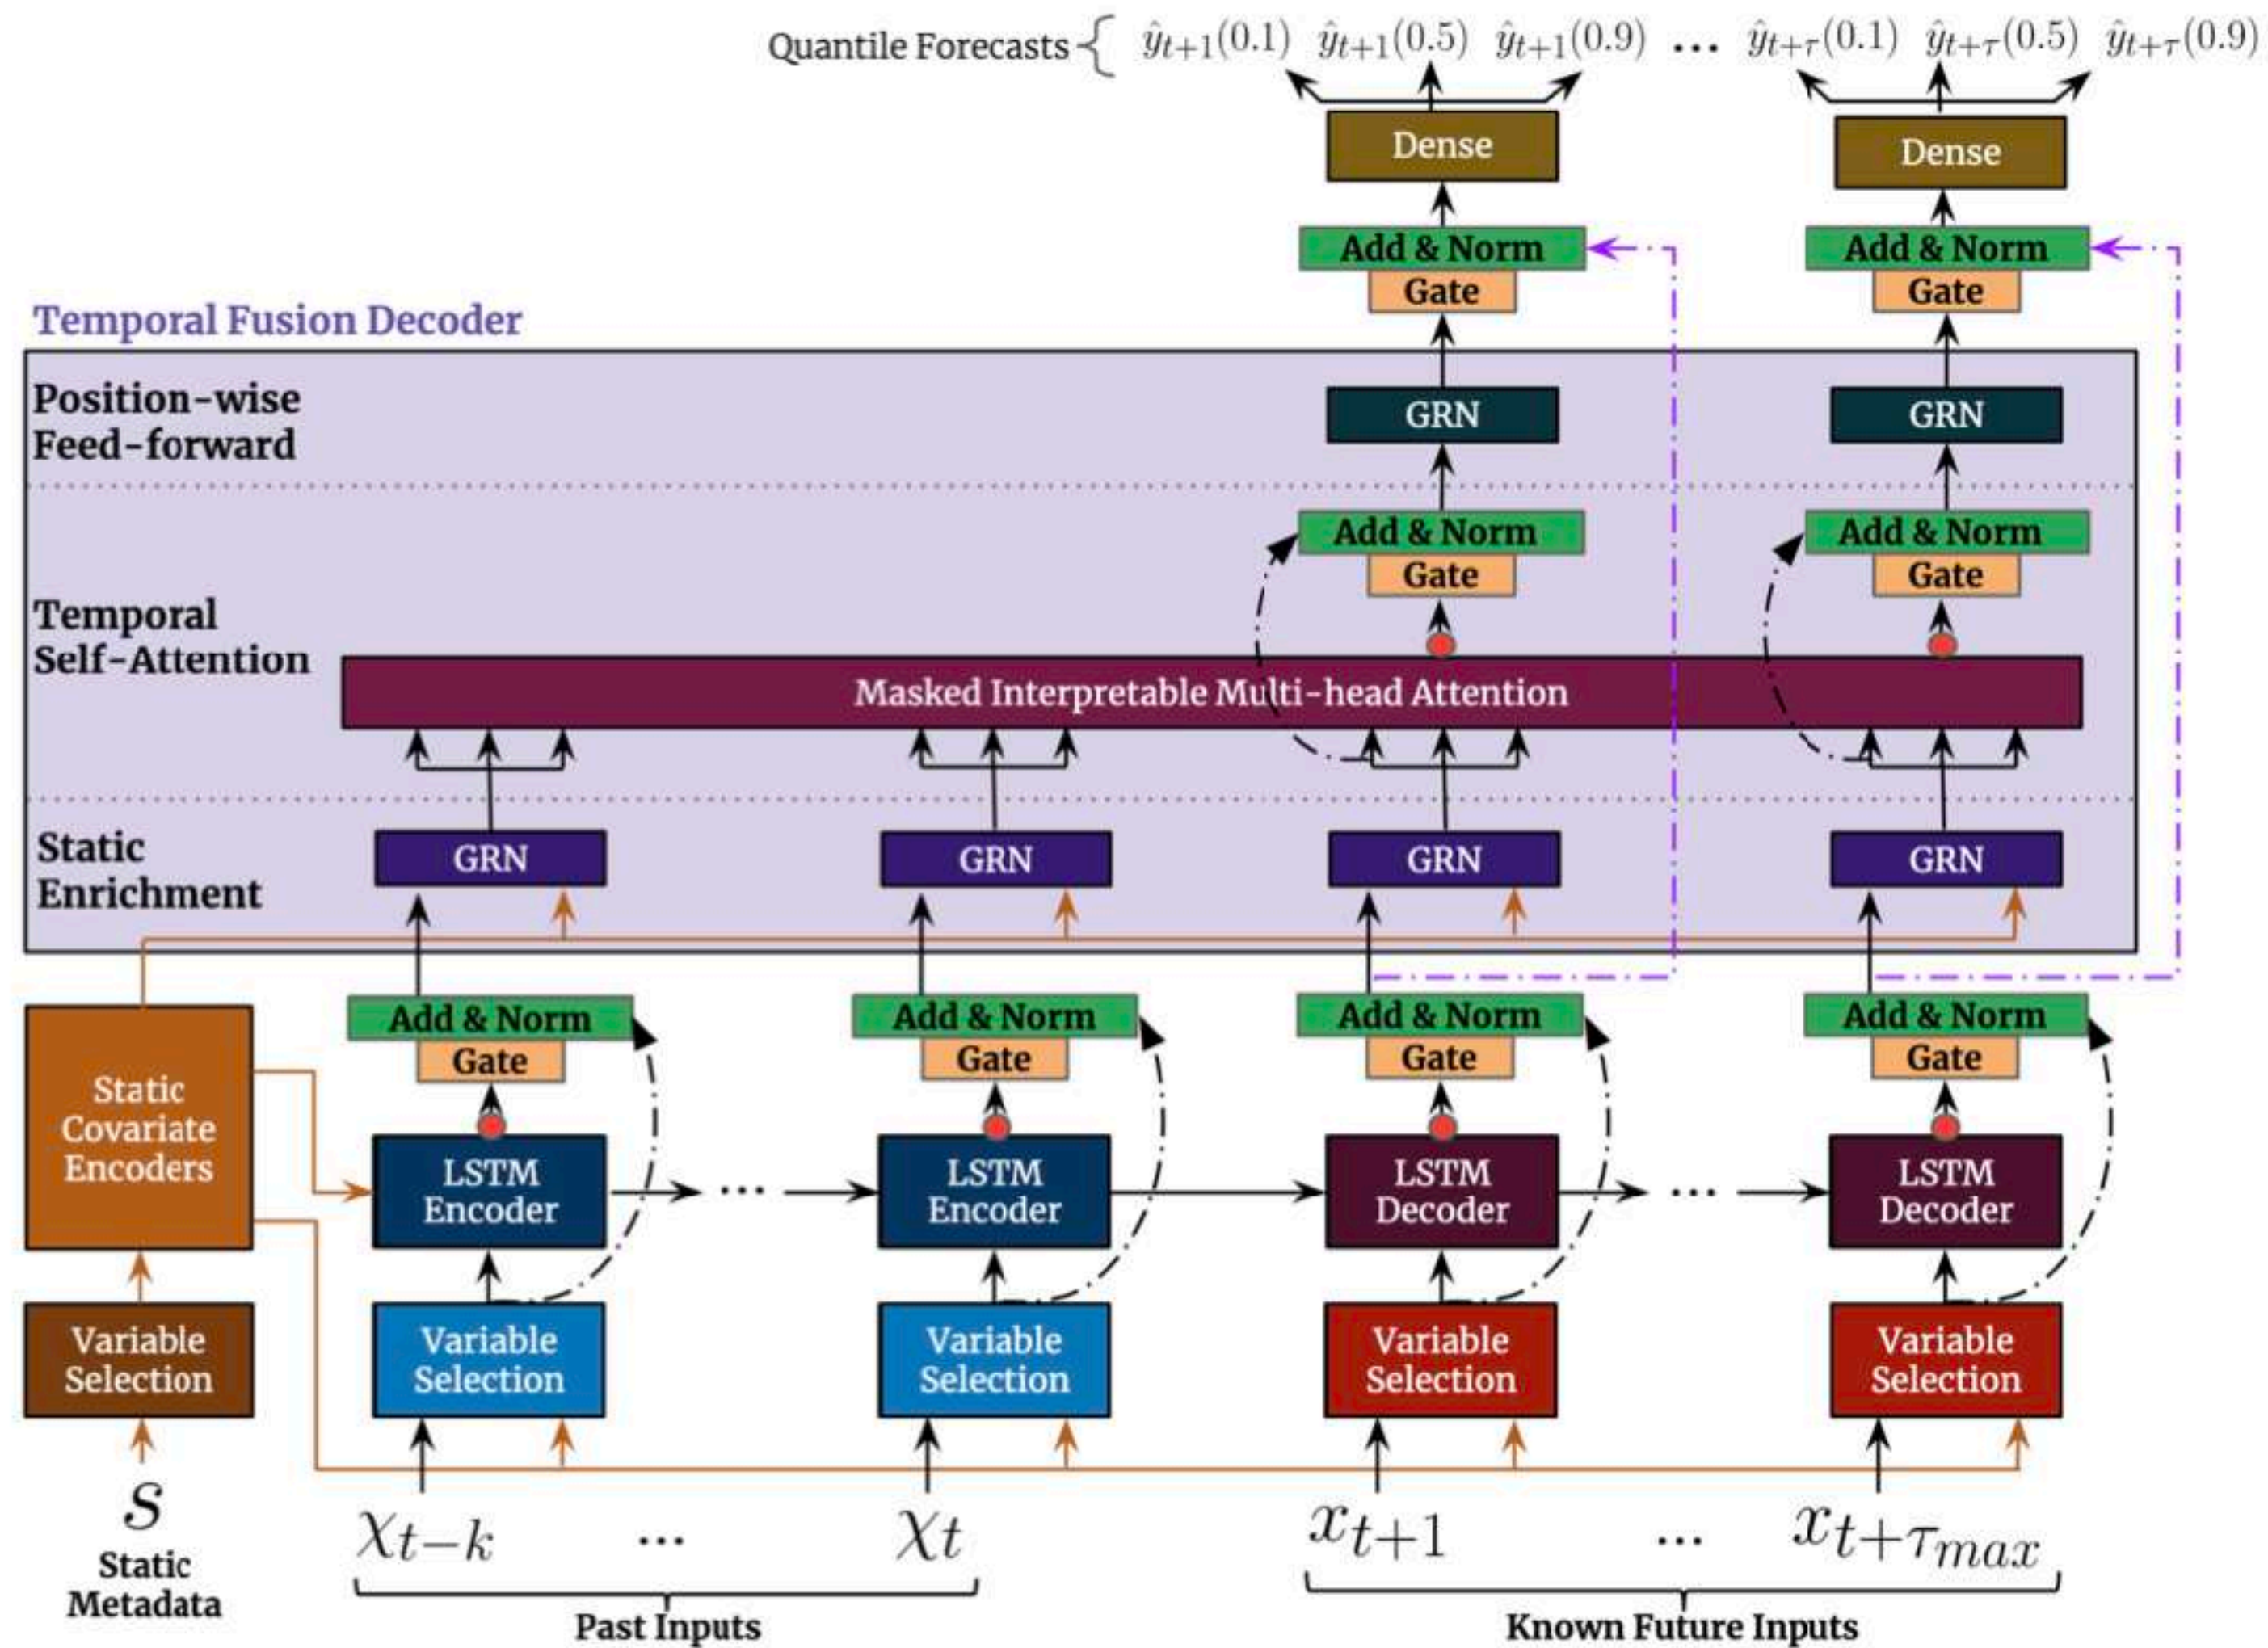 Quantile Forecasts { ŷt+1(0.1) ŷt+1(0.5) ŷt+1(0.9) ... ŷt+τ(0.1) ŷt+τ(0.5) ŷt+τ(0.9)
Dense
Dense
Add & Norm
Gate
Add & Norm
Gate
Temporal Fusion Decoder
Position-wise
Feed-forward
GRN
GRN
Add & Norm
Gate
Add & Norm
Gate
Temporal
Self-Attention
Masked Interpretable Multi-head Attention
Static
Enrichment
GRN
GRN
GRN
GRN
Add & Norm
Gate
Add & Norm
Gate
Add & Norm
Gate
Add & Norm
Gate
Static
Covariate
Encoders
LSTM
Encoder
...
LSTM
Encoder
LSTM
Decoder
...
LSTM
Decoder
Variable
Selection
Variable
Selection
Variable
Selection
Variable
Selection
Variable
Selection
s
Static
Metadata
χt−k ... χt
Past Inputs
xt+1 ... xt+τmax
Known Future Inputs